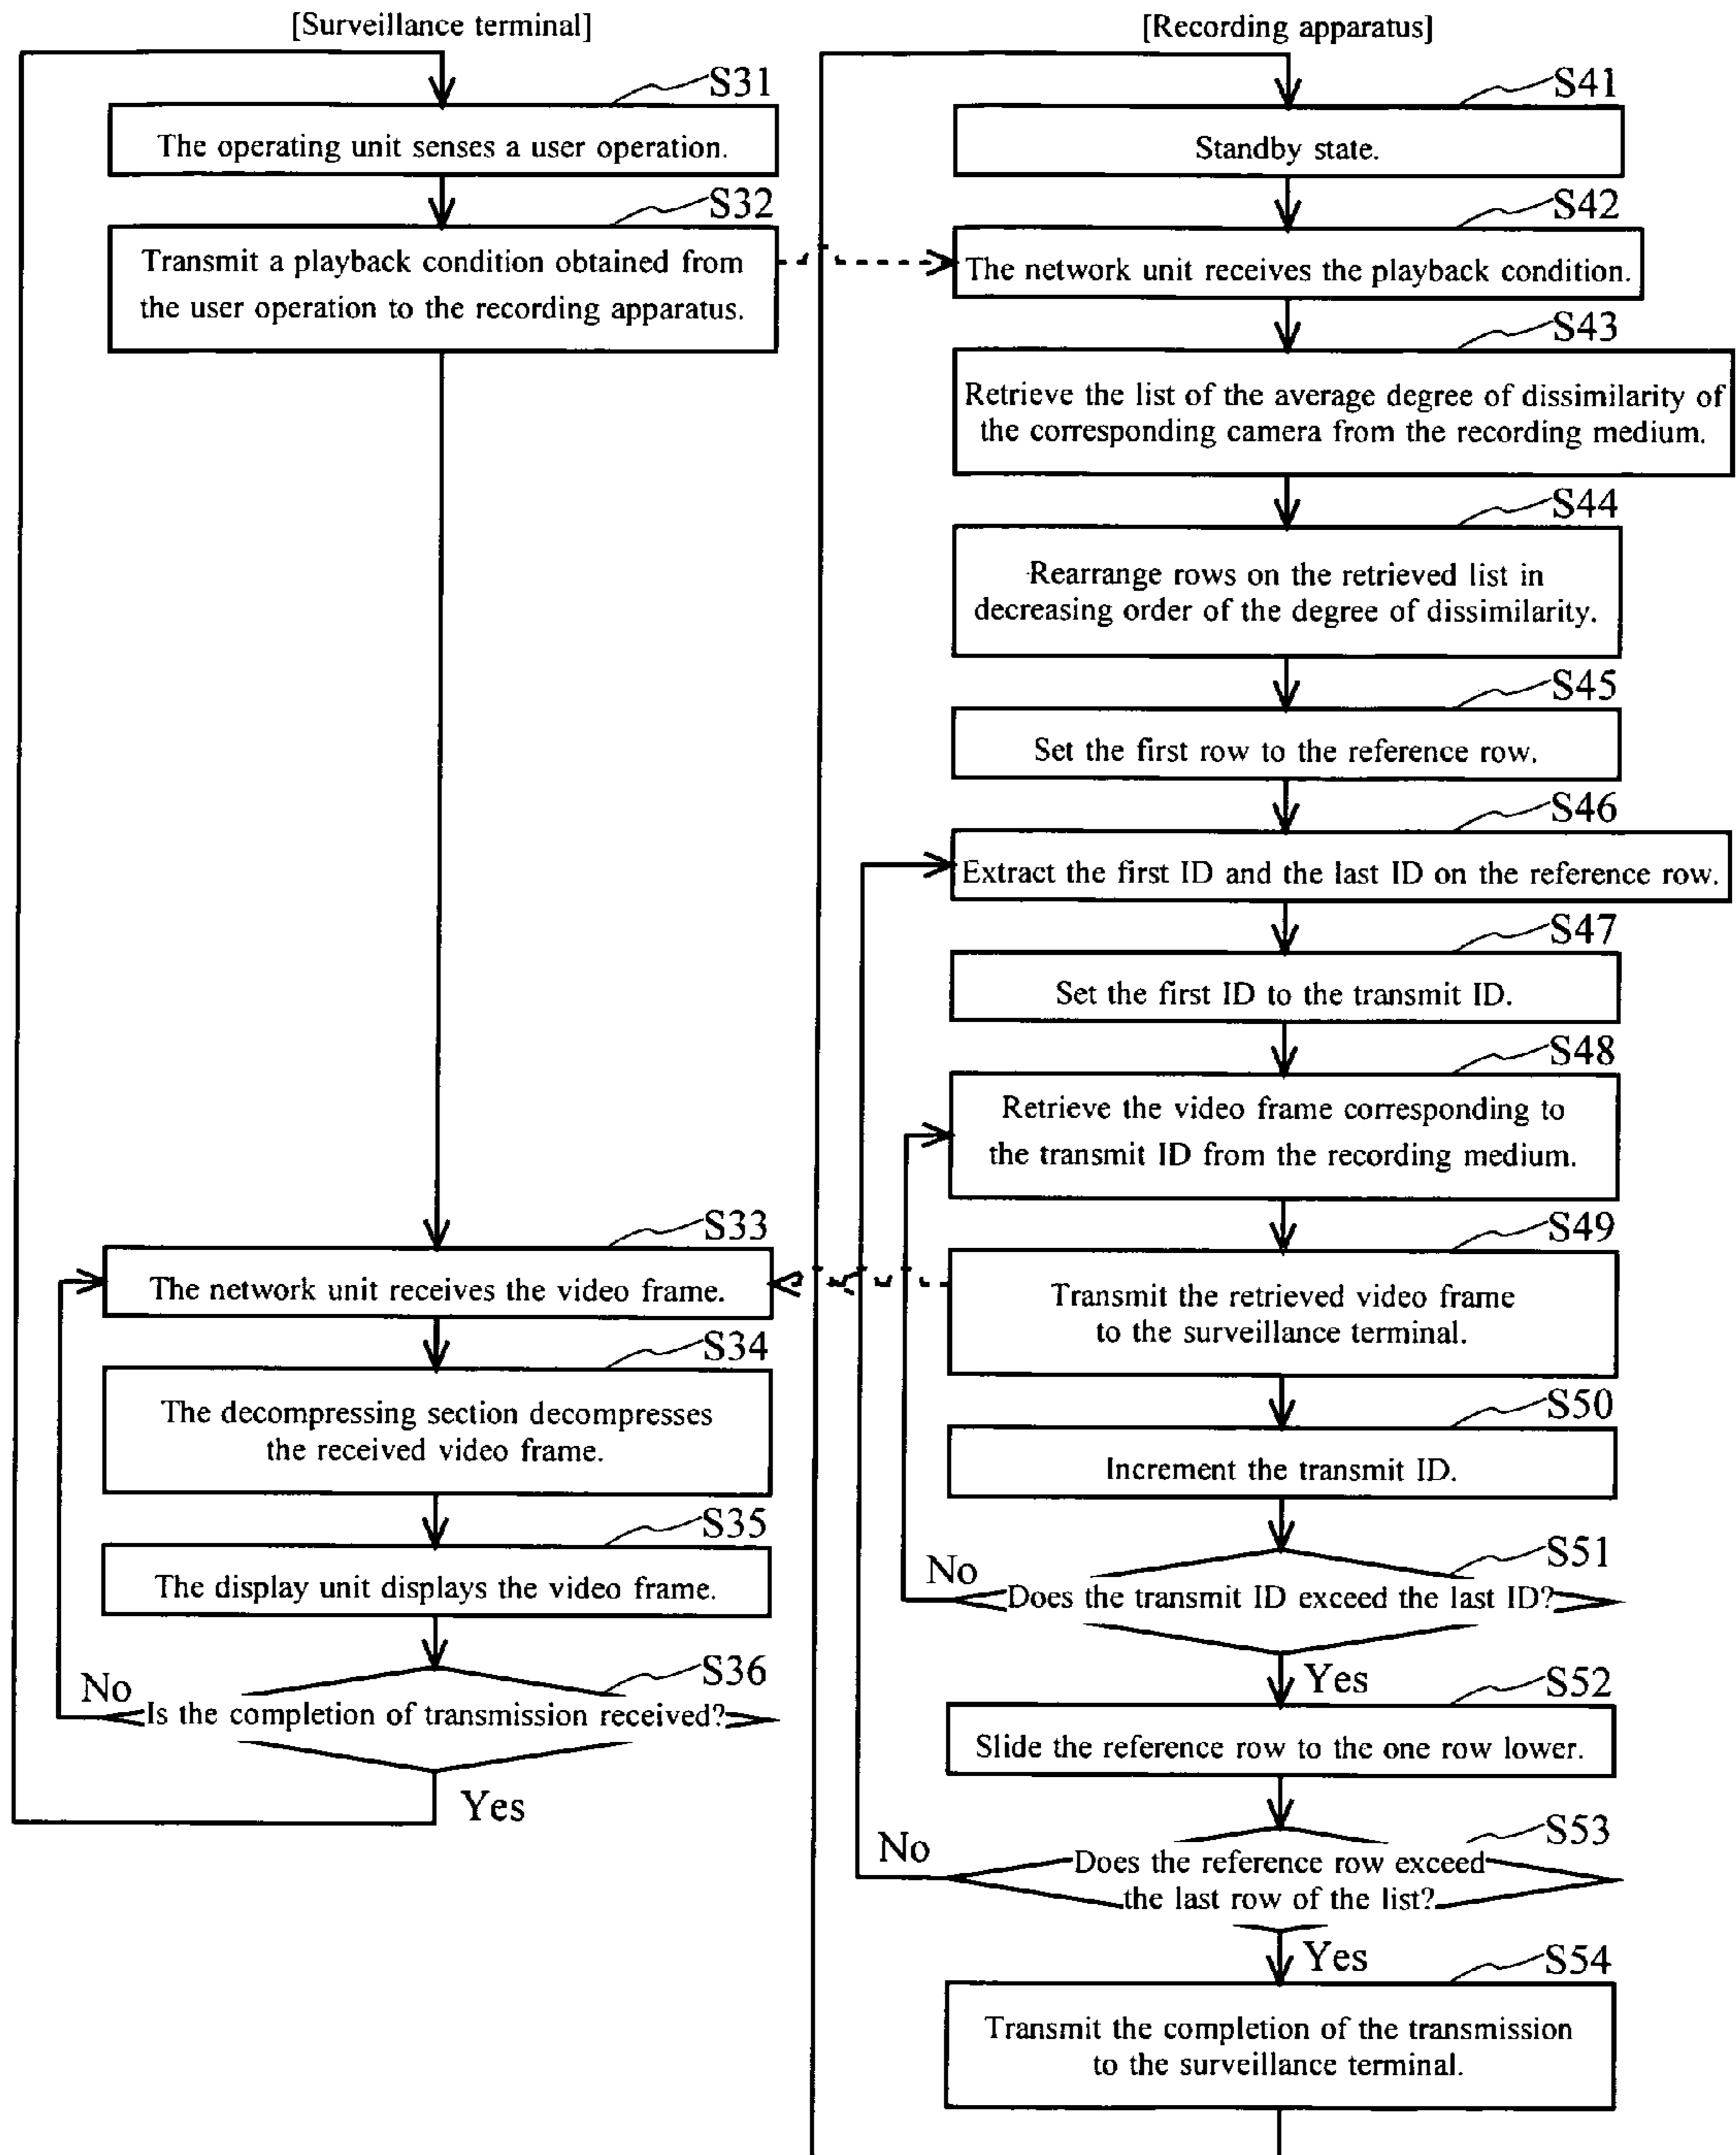 [Surveillance terminal]
S31
The operating unit senses a user operation.
S32
Transmit a playback condition obtained from
the user operation to the recording apparatus.
S33
The network unit receives the video frame.
S34
The decompressing section decompresses
the received video frame.
S35
The display unit displays the video frame.
S36
No
Is the completion of transmission received?
Yes
[Recording apparatus]
S41
Standby state.
S42
The network unit receives the playback condition.
S43
Retrieve the list of the average degree of dissimilarity of
the corresponding camera from the recording medium.
S44
Rearrange rows on the retrieved list in
decreasing order of the degree of dissimilarity.
S45
Set the first row to the reference row.
S46
Extract the first ID and the last ID on the reference row.
S47
Set the first ID to the transmit ID.
S48
Retrieve the video frame corresponding to
the transmit ID from the recording medium.
S49
Transmit the retrieved video frame
to the surveillance terminal.
S50
Increment the transmit ID.
S51
No
Does the transmit ID exceed the last ID?
Yes
S52
Slide the reference row to the one row lower.
S53
No
Does the reference row exceed
the last row of the list?
Yes
S54
Transmit the completion of the transmission
to the surveillance terminal.